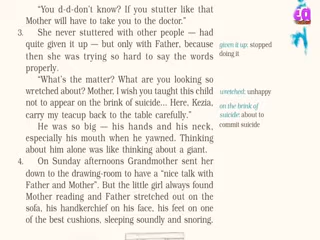 "You d-d-don't know? If you stutter like that
Mother will have to take you to the doctor."
3. She never stuttered with other people — had
quite given it up — but only with Father, because
then she was trying so hard to say the words
properly.
given it up: stopped
doing it
"What's the matter? What are you looking so
wretched about? Mother, I wish you taught this child
not to appear on the brink of suicide... Here, Kezia,
carry my teacup back to the table carefully."
wretched: unhappy
on the brink of
suicide: about to
commit suicide
He was so big — his hands and his neck,
especially his mouth when he yawned. Thinking
about him alone was like thinking about a giant.
4. On Sunday afternoons Grandmother sent her
down to the drawing-room to have a "nice talk with
Father and Mother". But the little girl always found
Mother reading and Father stretched out on the
sofa, his handkerchief on his face, his feet on one
of the best cushions, sleeping soundly and snoring.